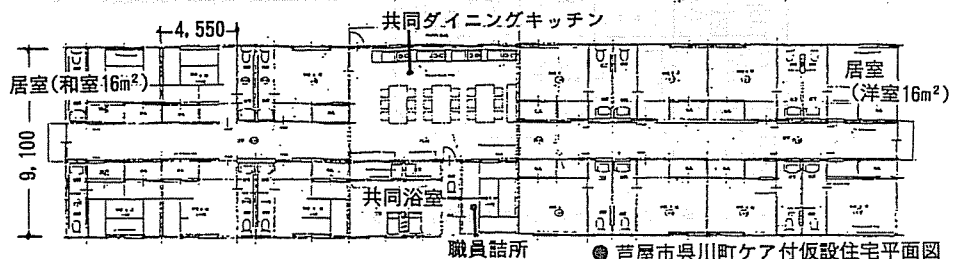 共同ダイニングキッチン
4,550
居室(和室16m²)
居室
(洋室16m²)
9,100
共同浴室
職員詰所
● 芦屋市呉川町ケア付仮設住宅平面図